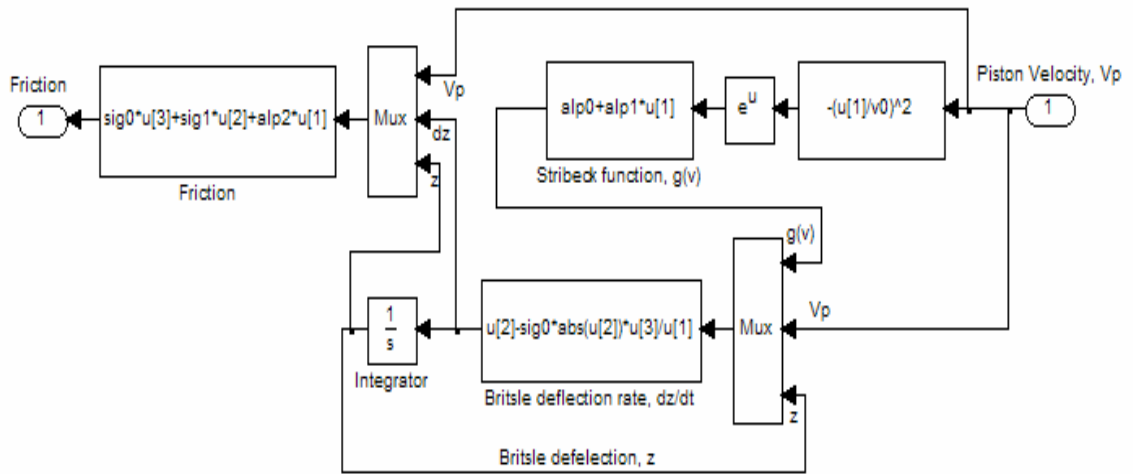 Friction
1
sig0*u[3]+sig1*u[2]+alp2*u[1]
Friction
Mux
Vp
dz
z
alp0+alp1*u[1]
Stribeck function, g(v)
e^u
-(u[1]/v0)^2
Piston Velocity, Vp
1
g(v)
Vp
z
Mux
u[2]-sig0*abs(u[2])*u[3]/u[1]
Britsle deflection rate, dz/dt
1
s
Integrator
Britsle defelection, z